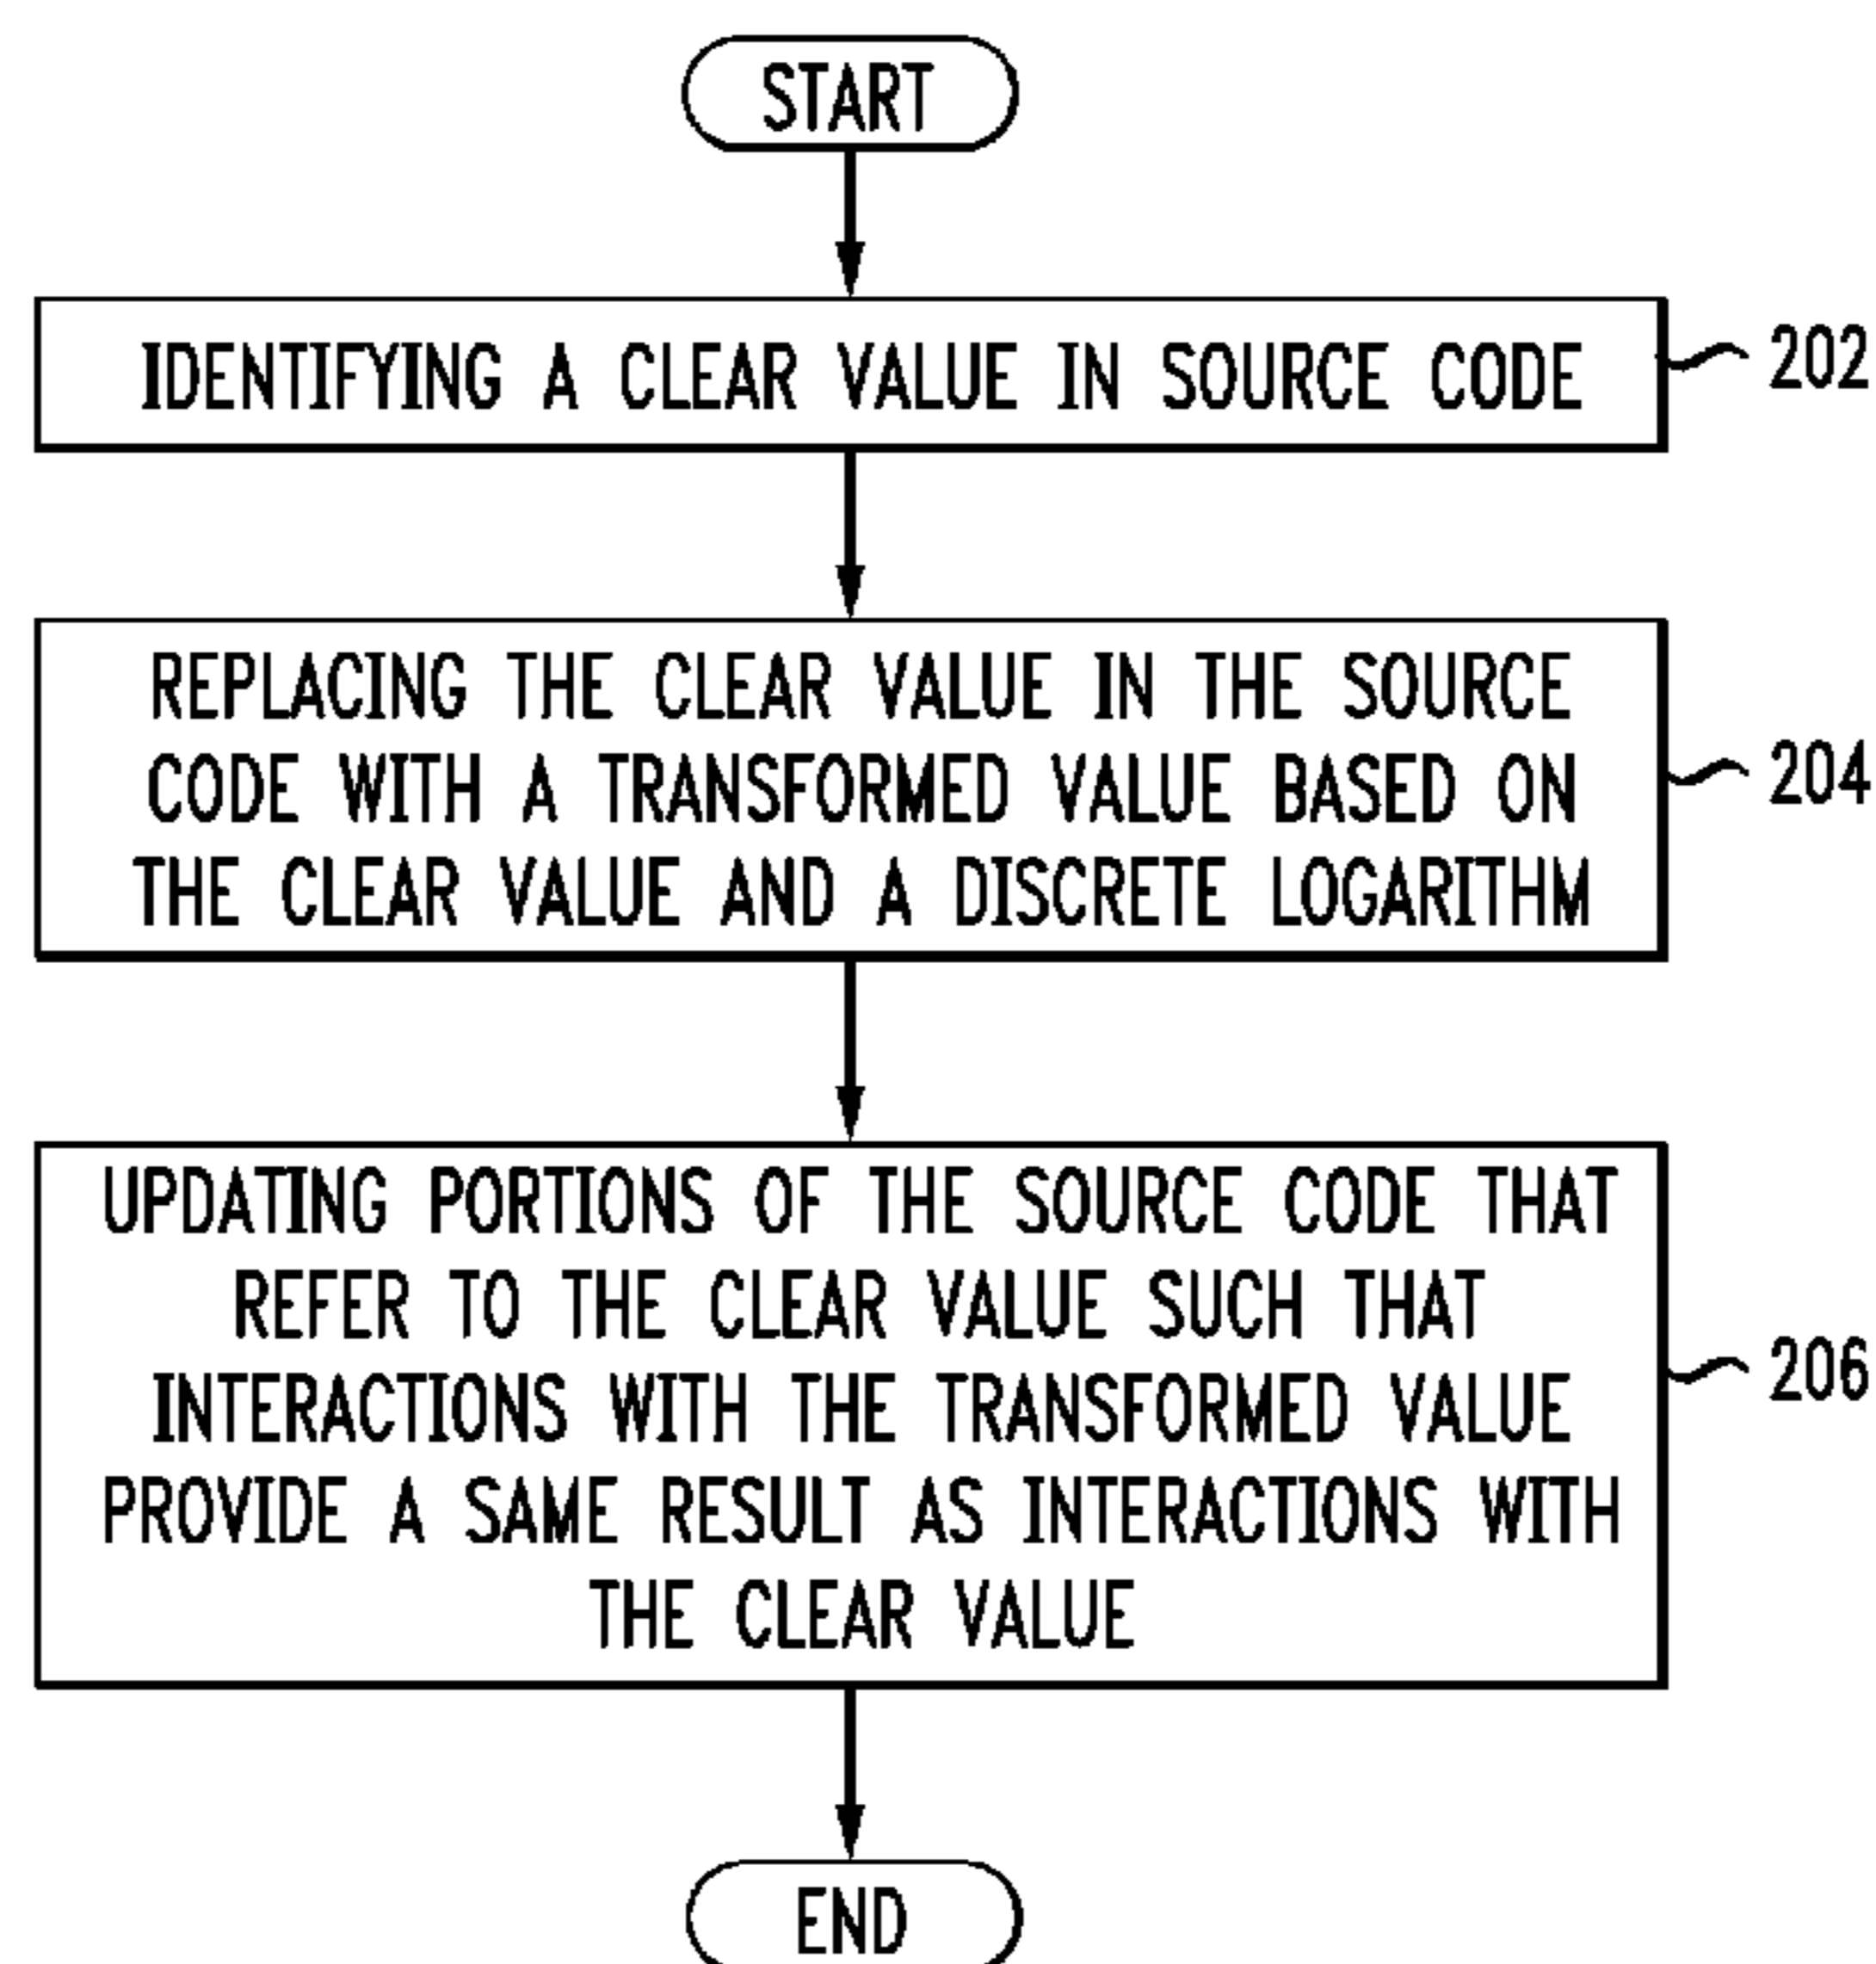 START
IDENTIFYING A CLEAR VALUE IN SOURCE CODE
202
REPLACING THE CLEAR VALUE IN THE SOURCE
CODE WITH A TRANSFORMED VALUE BASED ON
THE CLEAR VALUE AND A DISCRETE LOGARITHM
204
UPDATING PORTIONS OF THE SOURCE CODE THAT
REFER TO THE CLEAR VALUE SUCH THAT
INTERACTIONS WITH THE TRANSFORMED VALUE
PROVIDE A SAME RESULT AS INTERACTIONS WITH
THE CLEAR VALUE
206
END